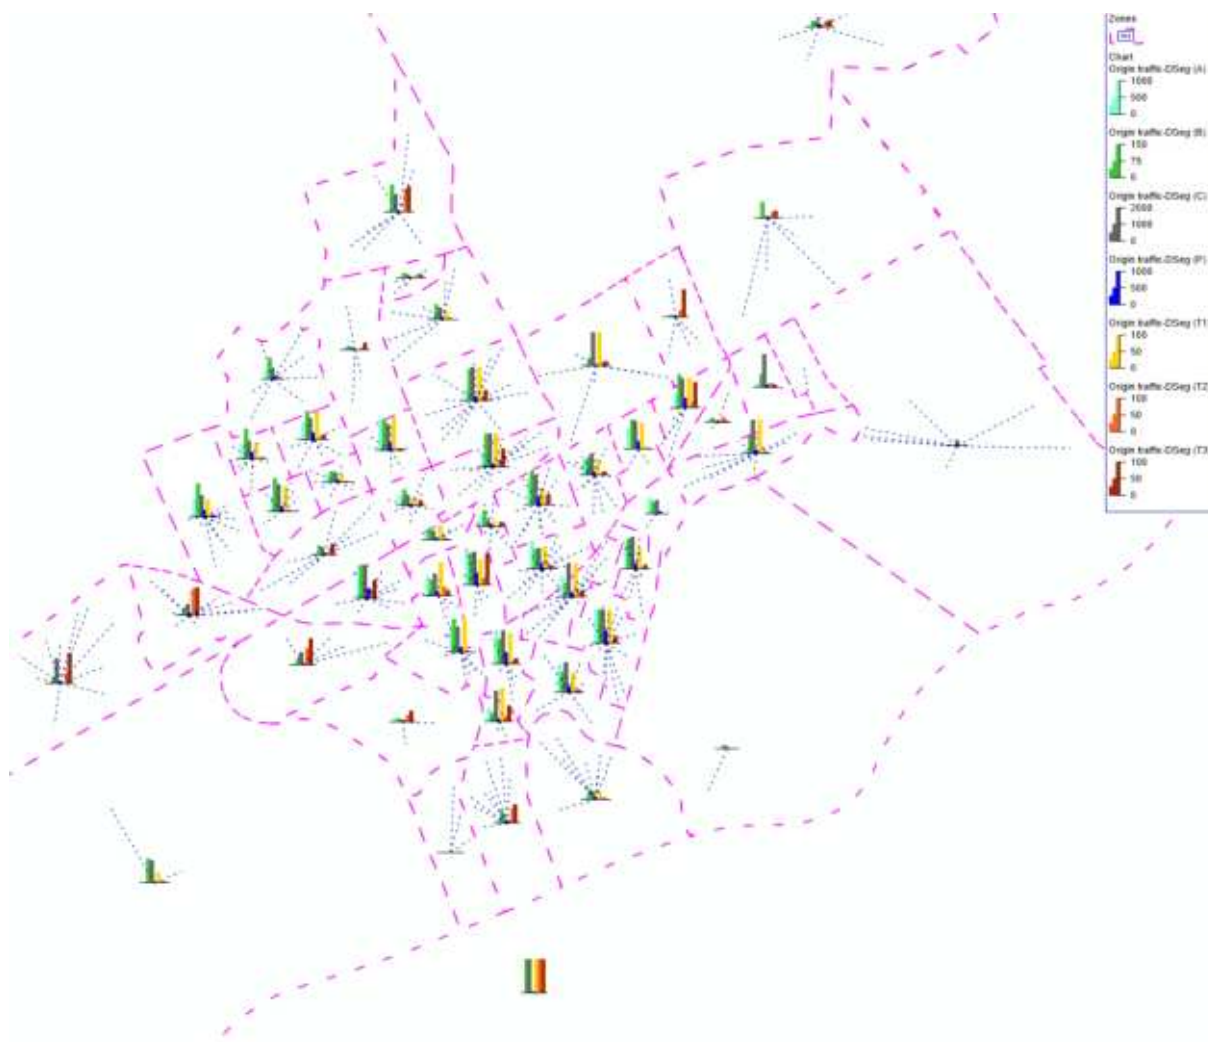 Zones
Chart
Origin traffic-DSeg (A)
1000
500
0
Origin traffic-DSeg (B)
150
75
0
Origin traffic-DSeg (C)
2000
1000
0
Origin traffic-DSeg (P)
1000
500
0
Origin traffic-DSeg (T1
100
50
0
Origin traffic-DSeg (T2
100
50
0
Origin traffic-DSeg (T3
100
50
0